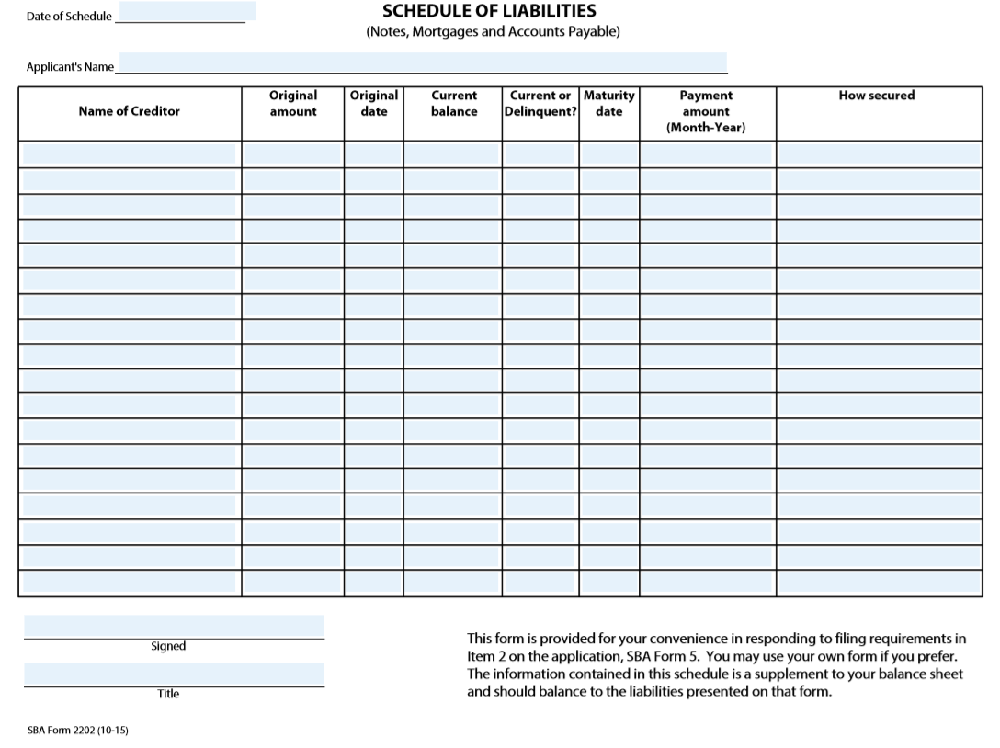 Date of Schedule
SCHEDULE OF LIABILITIES
(Notes, Mortgages and Accounts Payable)
Applicant's Name
Name of Creditor
Original
amount
Original
date
Current
balance
Current or
Delinquent?
Maturity
date
Payment
amount
(Month-Year)
How secured
Signed
Title
This form is provided for your convenience in responding to filing requirements in
Item 2 on the application, SBA Form 5. You may use your own form if you prefer.
The information contained in this schedule is a supplement to your balance sheet
and should balance to the liabilities presented on that form.
SBA Form 2202 (10-15)